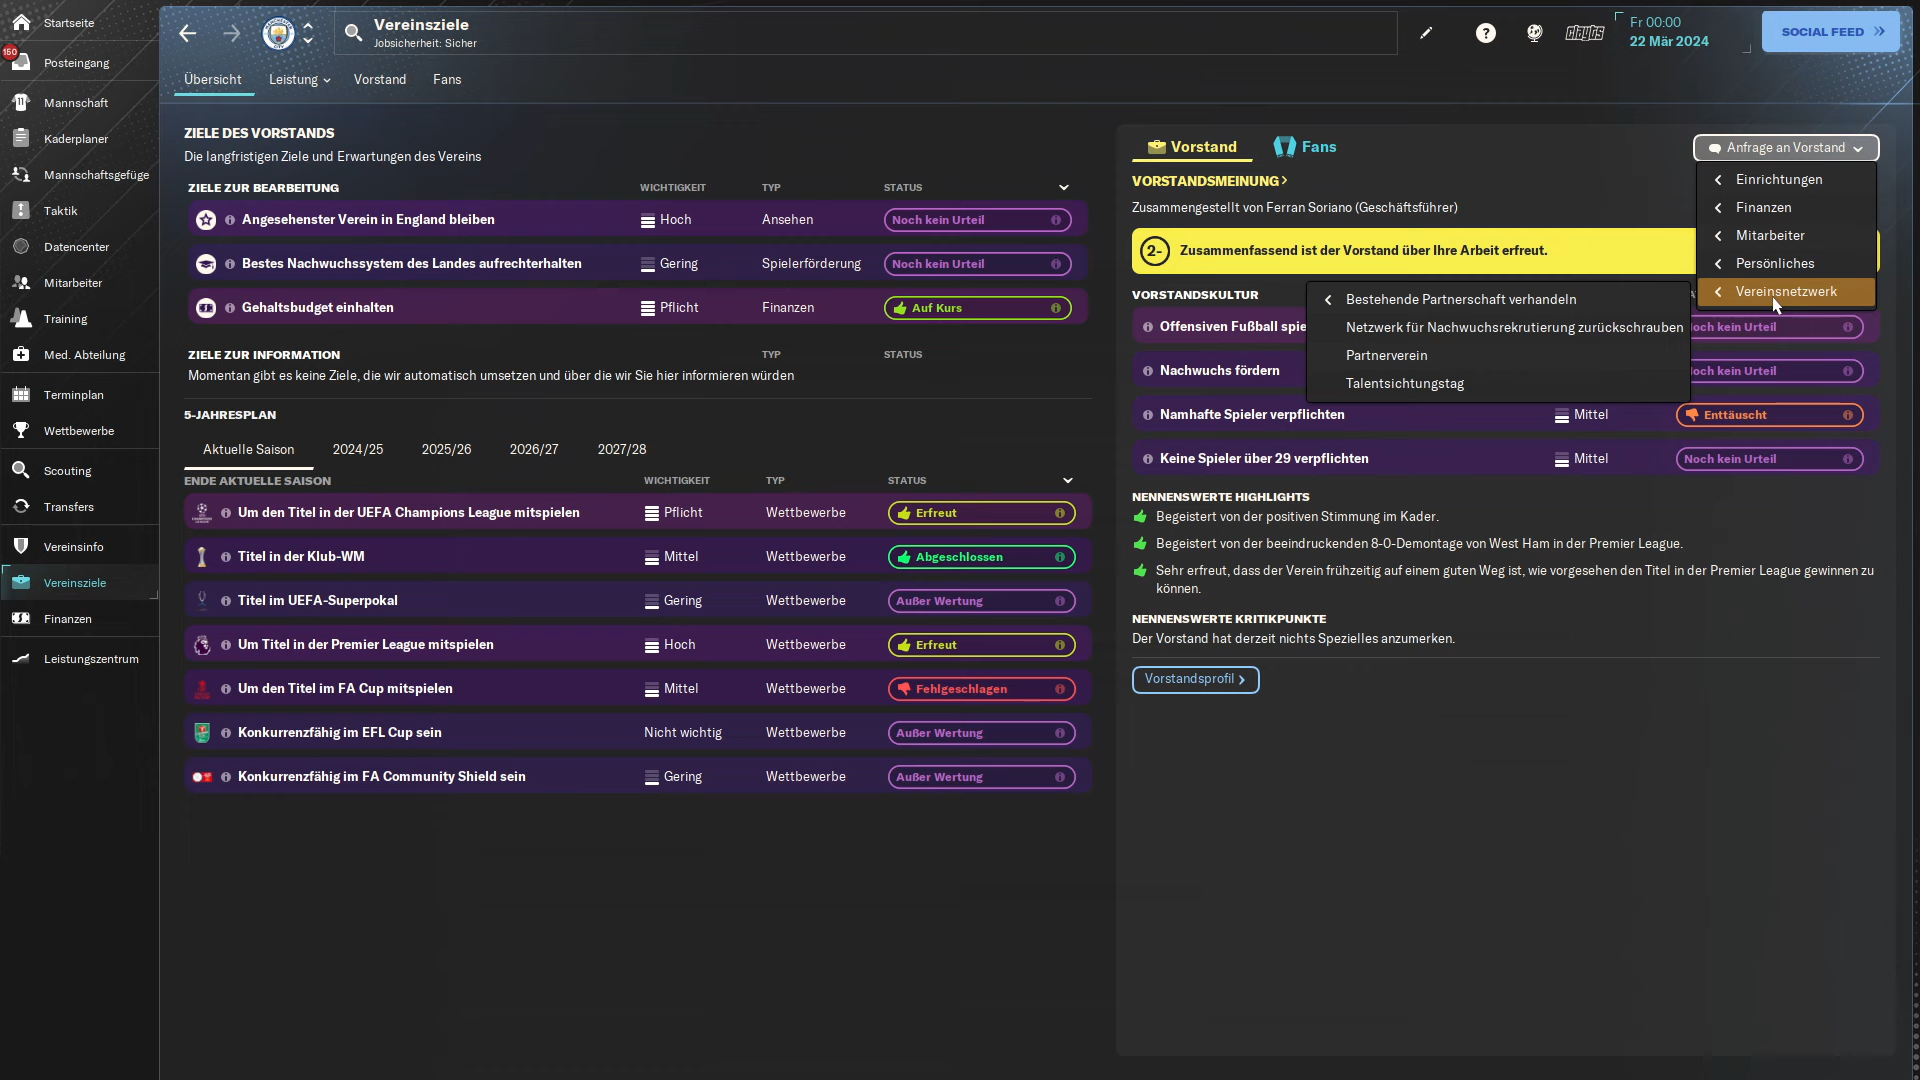 Startseite
150
Posteingang
Mannschaft
Kaderplaner
Mannschaftsgefüge
Taktik
Datencenter
Mitarbeiter
Training
Med. Abteilung
Terminplan
Wettbewerbe
Scouting
Transfers
Vereinsinfo
Vereinsziele
Finanzen
Leistungszentrum
Vereinsziele
Jobsicherheit: Sicher
Fr 00:00
22 Mär 2024
SOCIAL FEED
Übersicht
Leistung
Vorstand
Fans
ZIELE DES VORSTANDS
Die langfristigen Ziele und Erwartungen des Vereins
ZIELE ZUR BEARBEITUNG WICHTIGKEIT TYP STATUS
Angesehenster Verein in England bleiben Hoch Ansehen Noch kein Urteil
Bestes Nachwuchssystem des Landes aufrechterhalten Gering Spielerförderung Noch kein Urteil
Gehaltsbudget einhalten Pflicht Finanzen Auf Kurs
ZIELE ZUR INFORMATION TYP STATUS
Momentan gibt es keine Ziele, die wir automatisch umsetzen und über die wir Sie hier informieren würden
5-JAHRESPLAN
Aktuelle Saison 2024/25 2025/26 2026/27 2027/28
ENDE AKTUELLE SAISON WICHTIGKEIT TYP STATUS
Um den Titel in der UEFA Champions League mitspielen Pflicht Wettbewerbe Erfreut
Titel in der Klub-WM Mittel Wettbewerbe Abgeschlossen
Titel im UEFA-Superpokal Gering Wettbewerbe Außer Wertung
Um Titel in der Premier League mitspielen Hoch Wettbewerbe Erfreut
Um den Titel im FA Cup mitspielen Mittel Wettbewerbe Fehlgeschlagen
Konkurrenzfähig im EFL Cup sein Nicht wichtig Wettbewerbe Außer Wertung
Konkurrenzfähig im FA Community Shield sein Gering Wettbewerbe Außer Wertung
Vorstand Fans
Anfrage an Vorstand
Einrichtungen
Finanzen
Mitarbeiter
Persönliches
Vereinsnetzwerk
Bestehende Partnerschaft verhandeln
Netzwerk für Nachwuchsrekrutierung zurückschrauben
Partnerverein
Talentsichtungstag
VORSTANDSMEINUNG
Zusammengestellt von Ferran Soriano (Geschäftsführer)
2- Zusammenfassend ist der Vorstand über Ihre Arbeit erfreut.
VORSTANDSKULTUR
Offensiven Fußball spie och kein Urteil
Nachwuchs fördern och kein Urteil
Namhafte Spieler verpflichten Mittel Enttäuscht
Keine Spieler über 29 verpflichten Mittel Noch kein Urteil
NENNENSWERTE HIGHLIGHTS
Begeistert von der positiven Stimmung im Kader.
Begeistert von der beeindruckenden 8-0-Demontage von West Ham in der Premier League.
Sehr erfreut, dass der Verein frühzeitig auf einem guten Weg ist, wie vorgesehen den Titel in der Premier League gewinnen zu
können.
NENNENSWERTE KRITIKPUNKTE
Der Vorstand hat derzeit nichts Spezielles anzumerken.
Vorstandsprofil